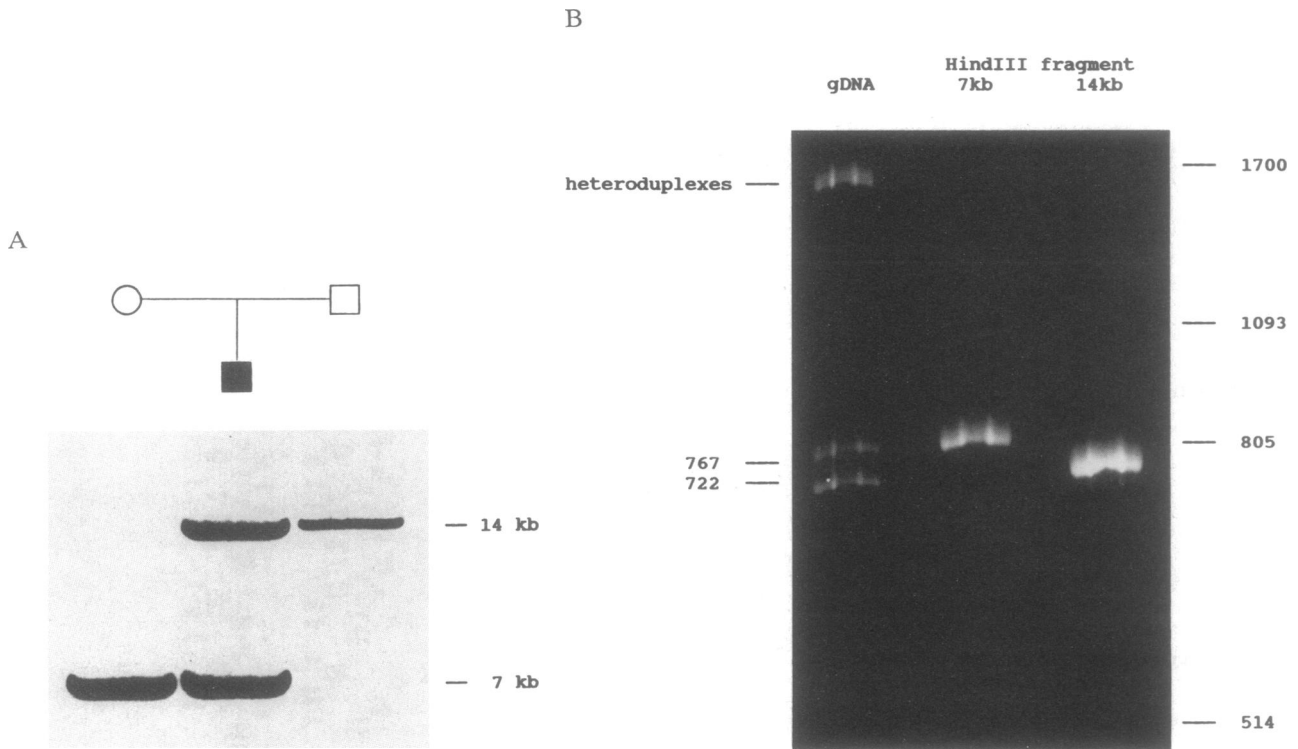 A
14 kb
7 kb
B
HindIII fragment
gDNA 7kb 14kb
heteroduplexes
767
722
1700
1093
805
514